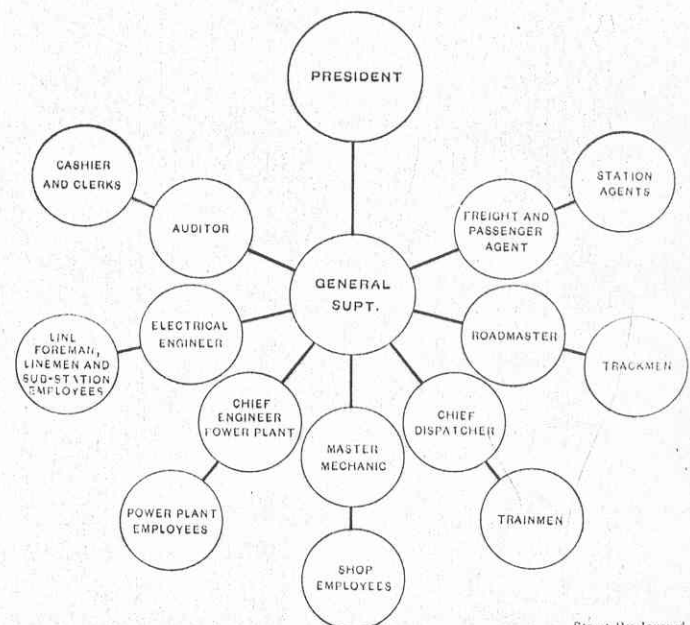 PRESIDENT
CASHIER
AND CLERKS
STATION
AGENTS
AUDITOR
FREIGHT AND
PASSENGER
AGENT
GENERAL
SUPT.
ELECTRICAL
ENGINEER
ROADMASTER
LINE
FOREMAN,
LINEMEN AND
SUB-STATION
EMPLOYEES
TRACKMEN
CHIEF
ENGINEER
POWER PLANT
CHIEF
DISPATCHER
MASTER
MECHANIC
POWER PLANT
EMPLOYEES
TRAINMEN
SHOP
EMPLOYEES
Journal